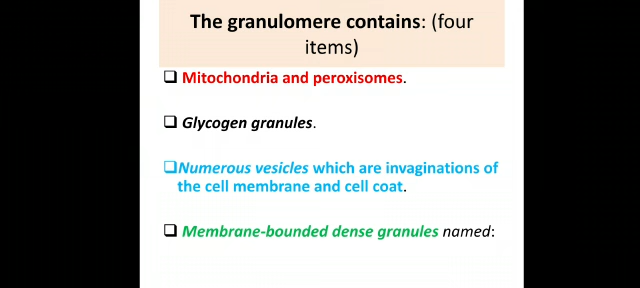 The granulomere contains: (four
items)
❑ Mitochondria and peroxisomes.
❑ Glycogen granules.
❑Numerous vesicles which are invaginations of
the cell membrane and cell coat.
❑ Membrane-bounded dense granules named: